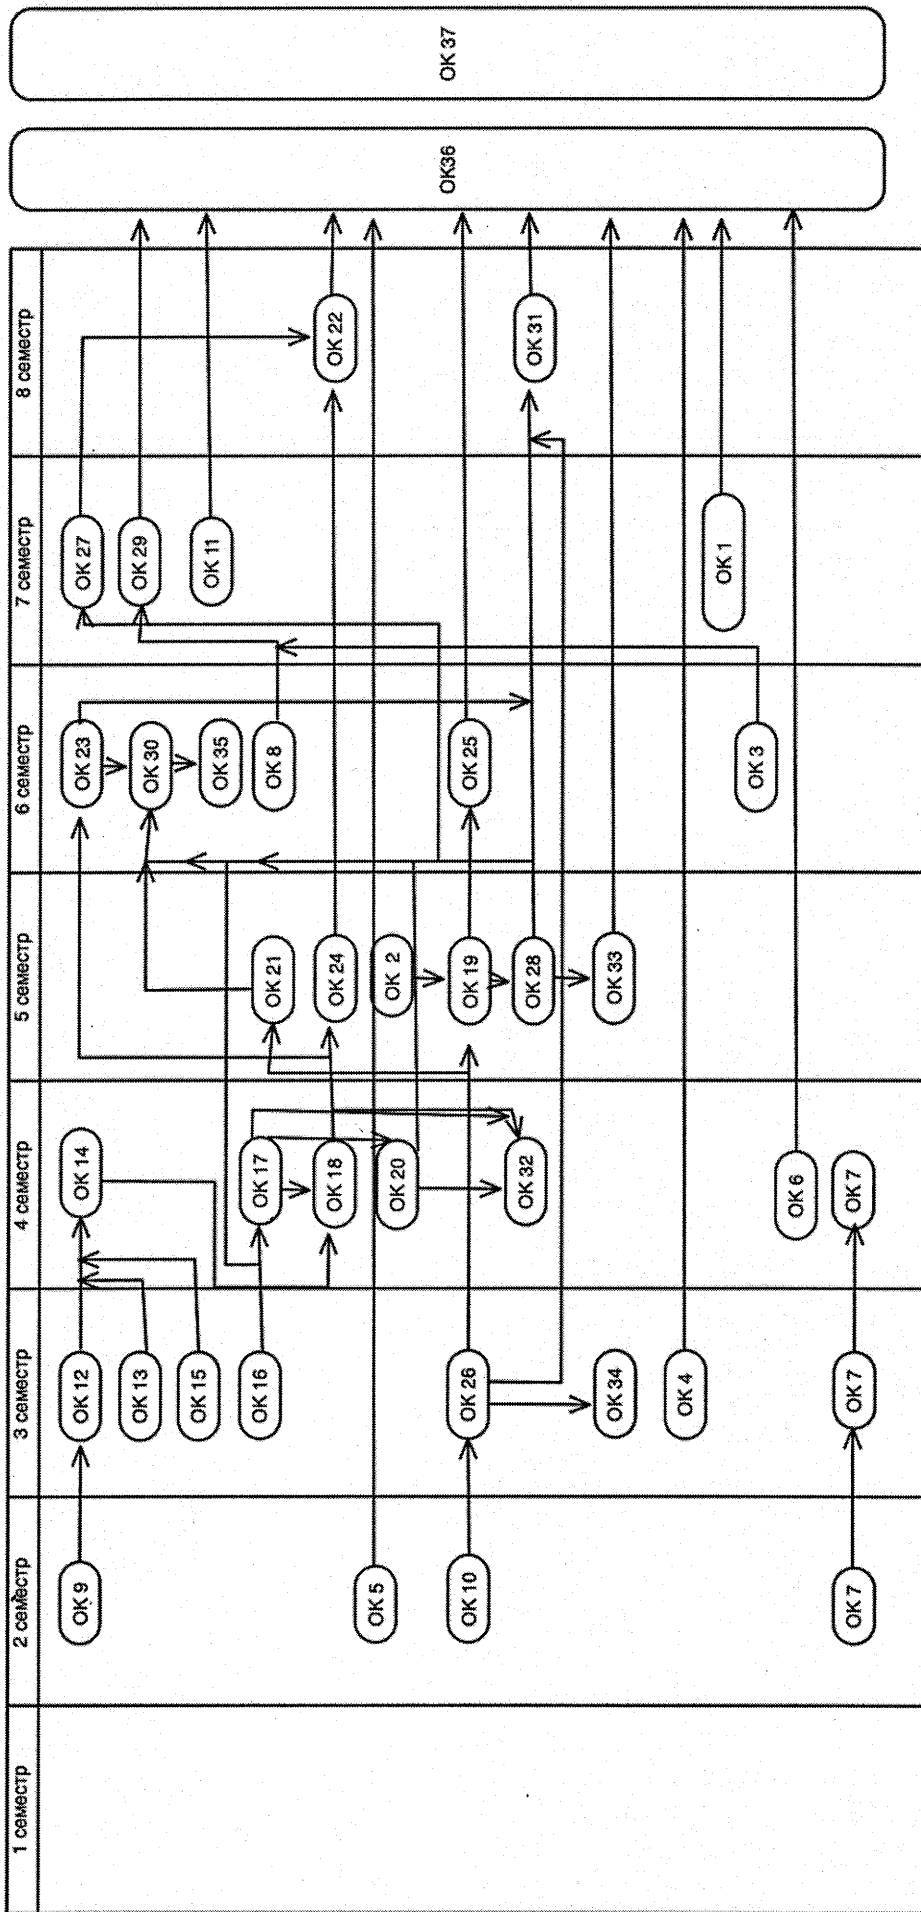 1 семестр
2 семестр
3 семестр
4 семестр
5 семестр
6 семестр
7 семестр
8 семестр
ОК 9
ОК 5
ОК 10
ОК 7
ОК 12
ОК 13
ОК 15
ОК 16
ОК 26
ОК 34
ОК 4
ОК 7
ОК 14
ОК 17
ОК 18
ОК 20
ОК 32
ОК 6
ОК 7
ОК 21
ОК 24
ОК 2
ОК 19
ОК 28
ОК 33
ОК 23
ОК 30
ОК 35
ОК 8
ОК 25
ОК 3
ОК 27
ОК 29
ОК 11
ОК 1
ОК 22
ОК 31
ОК36
ОК 37